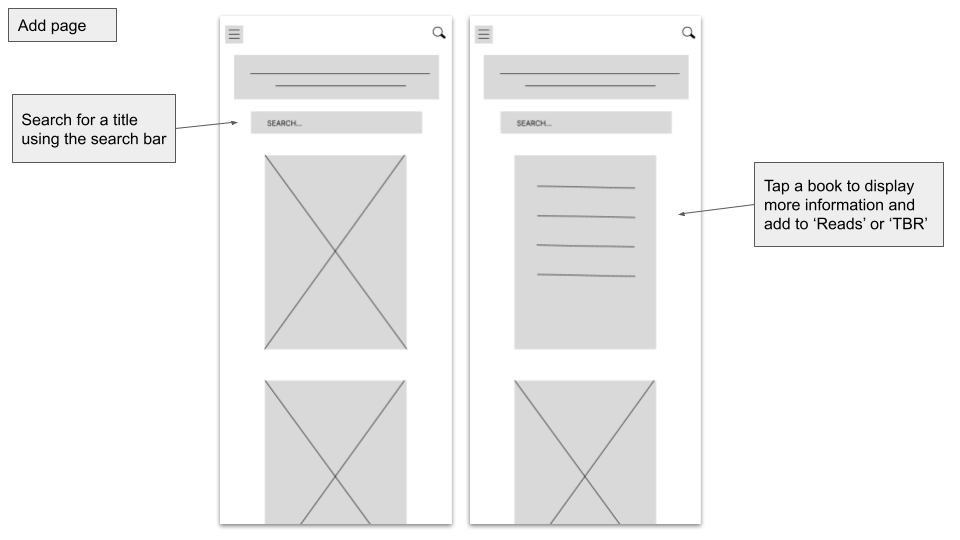 Add page
Search for a title
using the search bar
SEARCH...
SEARCH...
Tap a book to display
more information and
add to ‘Reads’ or ‘TBR’